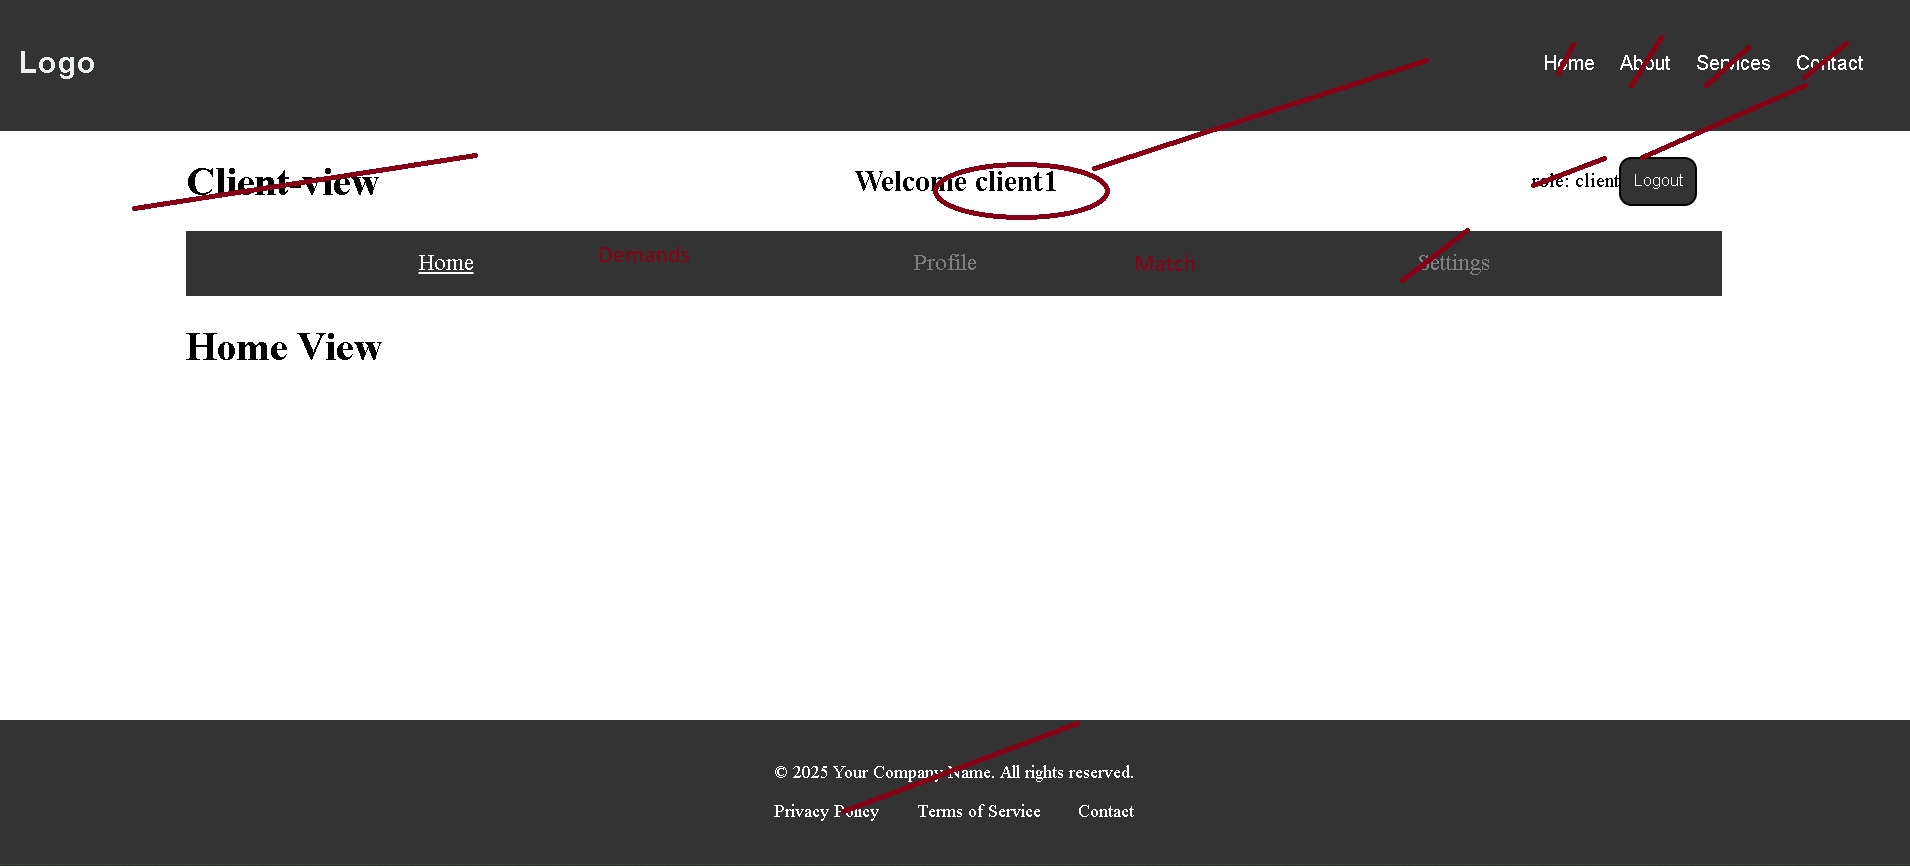 Logo
Home About Services Contact
Client-view
Welcome client1
role: client
Logout
Home Demands Profile Match Settings
Home View
© 2025 Your Company Name. All rights reserved.
Privacy Policy Terms of Service Contact